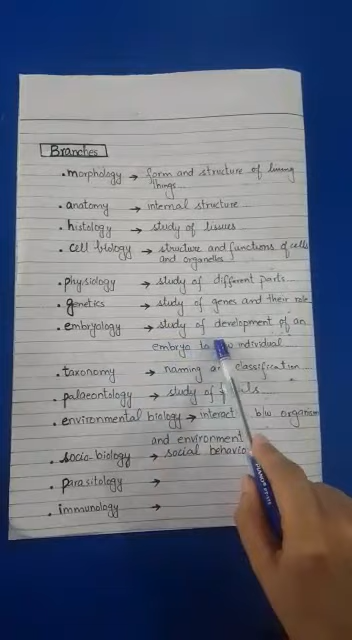 Branches
• morphology → form and structure of living
things
• anatomy → internal structure
• histology → study of tissues
• cell biology → structure and functions of cells
and organelles
• physiology → study of different parts
• genetics → study of genes and their role
• embryology → study of development of an
embryo to individual
• taxonomy → naming classification
• palaeontology → study of
• environmental biology → interact b/w organism
and environment
• socio-biology → social behavio
• parasitology →
• immunology →